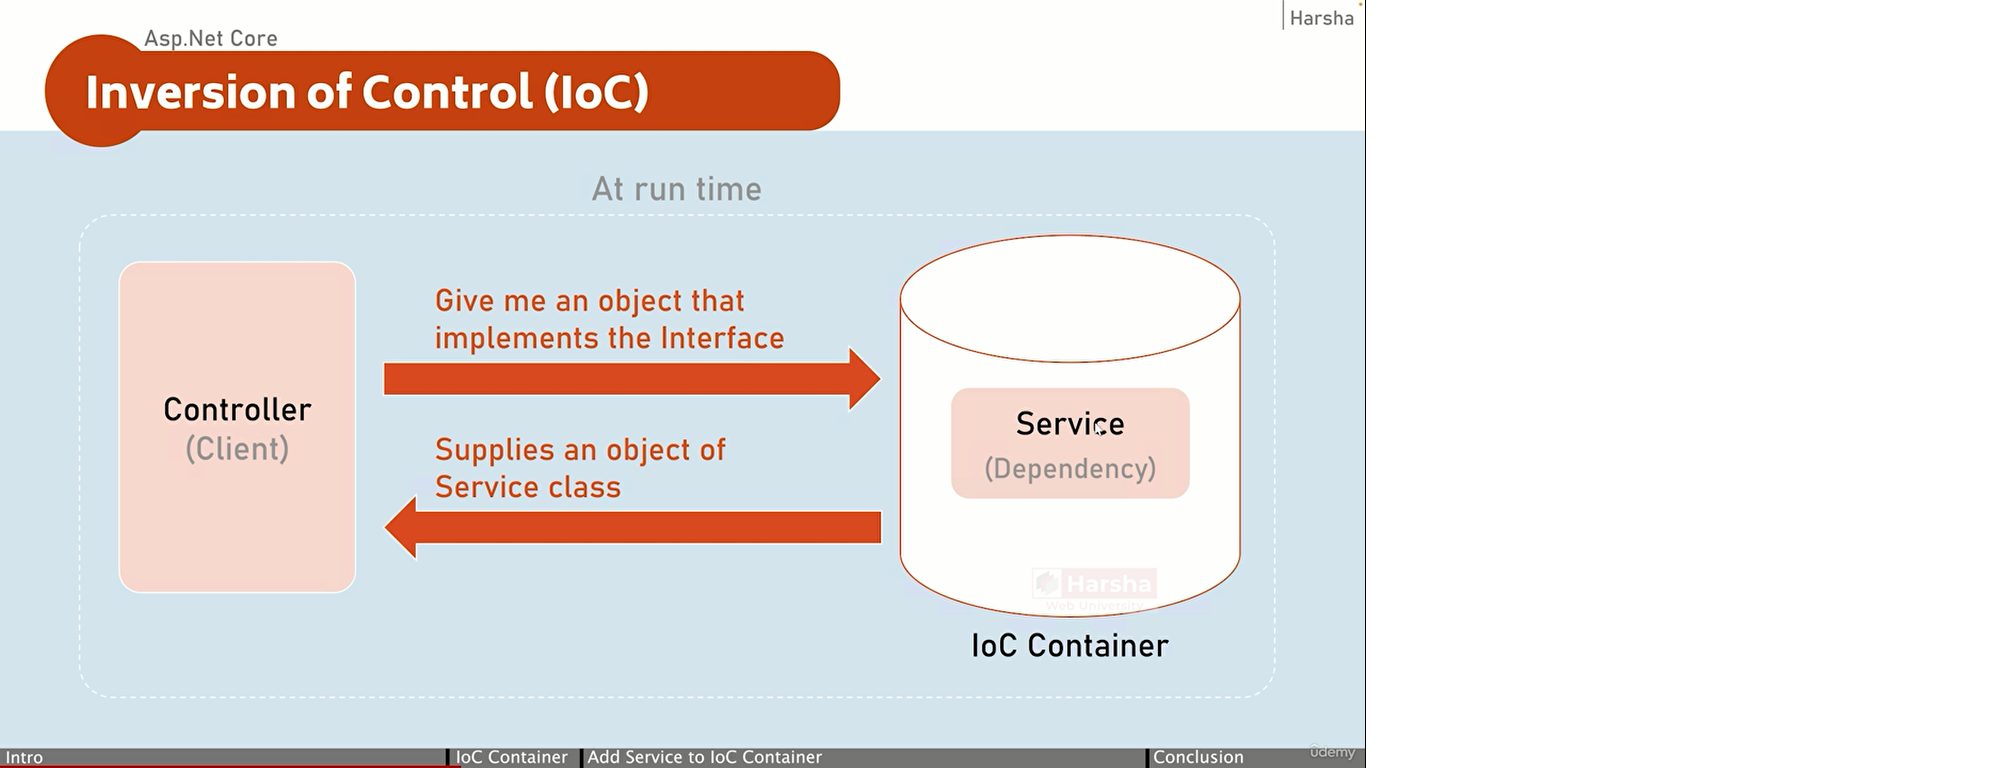 Harsha
Asp.Net Core
Inversion of Control (IoC)
At run time
Give me an object that
implements the Interface
Controller
(Client)
Supplies an object of
Service class
Service
(Dependency)
Harsha
Web University
IoC Container
Intro
IoC Container
Add Service to IoC Container
Conclusion
ûdemy